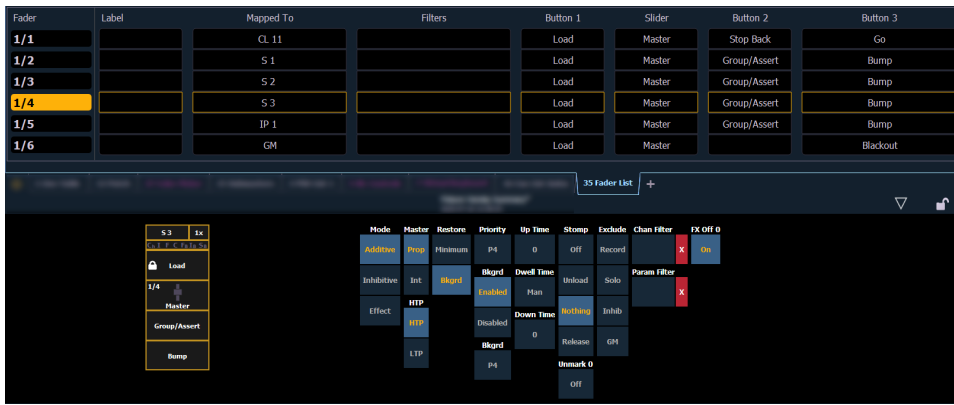 Fader Label Mapped To Filters Button 1 Slider Button 2 Button 3
1/1 CL 11 Load Master Stop Back Go
1/2 S 1 Load Master Group/Assert Bump
1/3 S 2 Load Master Group/Assert Bump
1/4 S 3 Load Master Group/Assert Bump
1/5 IP 1 Load Master Group/Assert Bump
1/6 GM Load Master Blackout
35 Fader List +
S 3 1x
Load
1/4
Master
Group/Assert
Bump
Mode Master Restore Priority Up Time Stomp Exclude Chan Filter FX Off 0
Additive Prop Minimum P4 0 Off Record X On
Bkgrd Dwell Time Param Filter
Inhibitive Int Bkgrd Enabled Man Unload Solo X
HTP Down Time
Effect HTP Disabled 0 Nothing Inhib
Bkgrd
LTP P4 Release GM
Unmark 0
Off